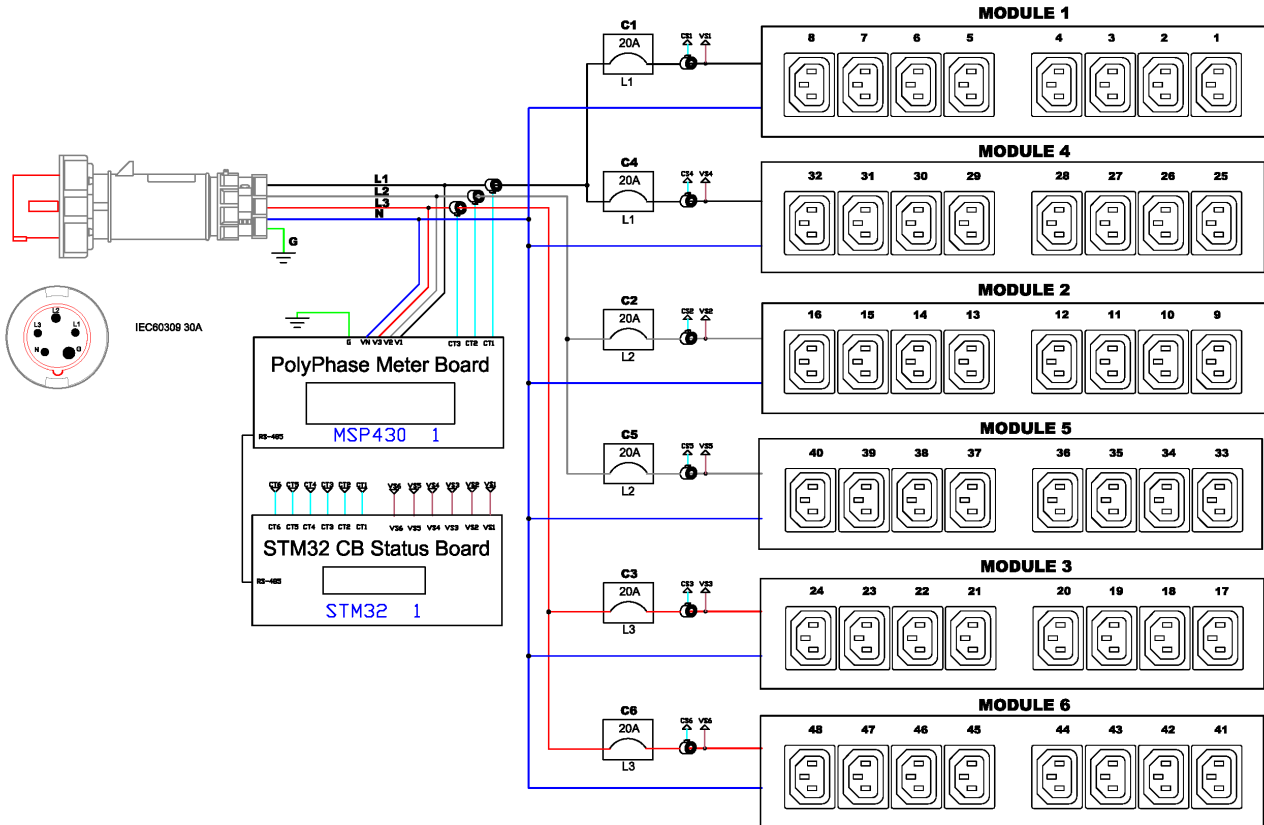 MODULE 1
C1
20A
L1
CS1 VS1
8 7 6 5 4 3 2 1
MODULE 4
C4
20A
L1
CS4 VS4
32 31 30 29 28 27 26 25
L1
L2
L3
N
G
MODULE 2
C2
20A
L2
CS2 VS2
16 15 14 13 12 11 10 9
L2
L3 L1
N G
IEC60309 30A
G VN V3 V2 V1 CT3 CT2 CT1
PolyPhase Meter Board
MSP430 1
RS-485
MODULE 5
C5
20A
L2
CS5 VS5
40 39 38 37 36 35 34 33
CT6 CT5 CT4 CT3 CT2 CT1 VS6 VS5 VS4 VS3 VS2 VS1
CT6 CT5 CT4 CT3 CT2 CT1 VS6 VS5 VS4 VS3 VS2 VS1
STM32 CB Status Board
RS-485
STM32 1
MODULE 3
C3
20A
L3
CS3 VS3
24 23 22 21 20 19 18 17
MODULE 6
C6
20A
L3
CS6 VS6
48 47 46 45 44 43 42 41